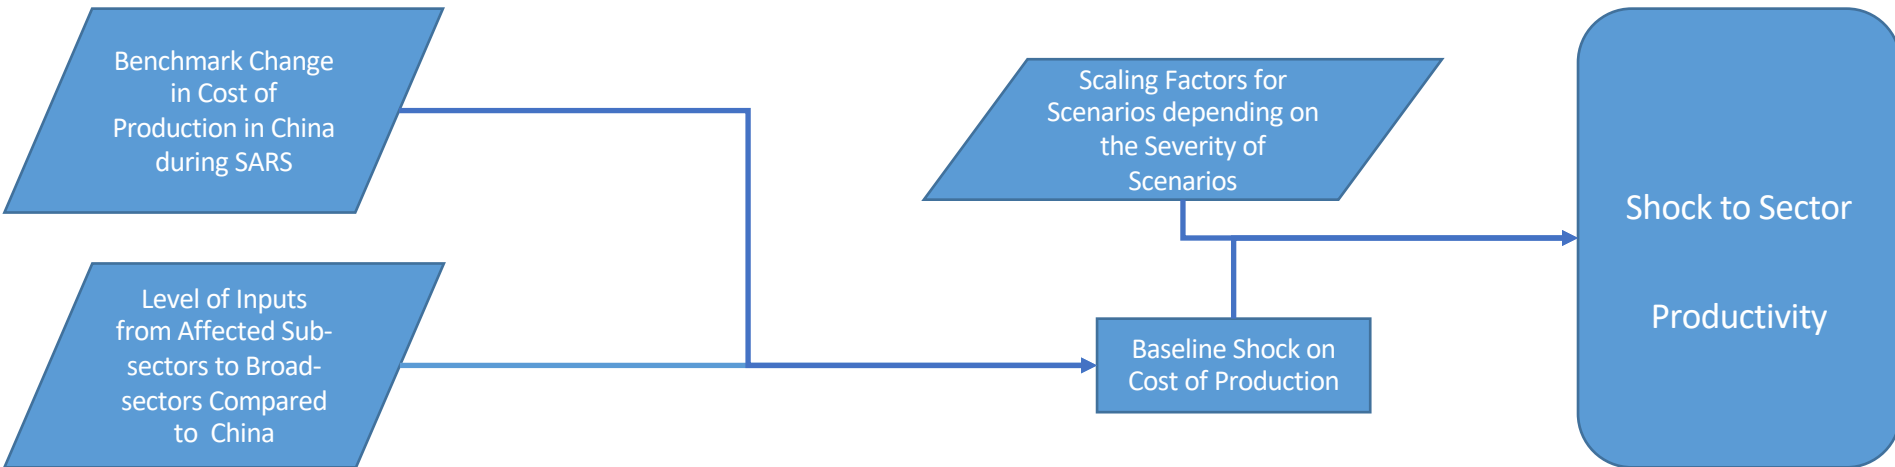 Benchmark Change
in Cost of
Production in China
during SARS
Level of Inputs
from Affected Sub-
sectors to Broad-
sectors Compared
to China
Scaling Factors for
Scenarios depending on
the Severity of
Scenarios
Baseline Shock on
Cost of Production
Shock to Sector
Productivity